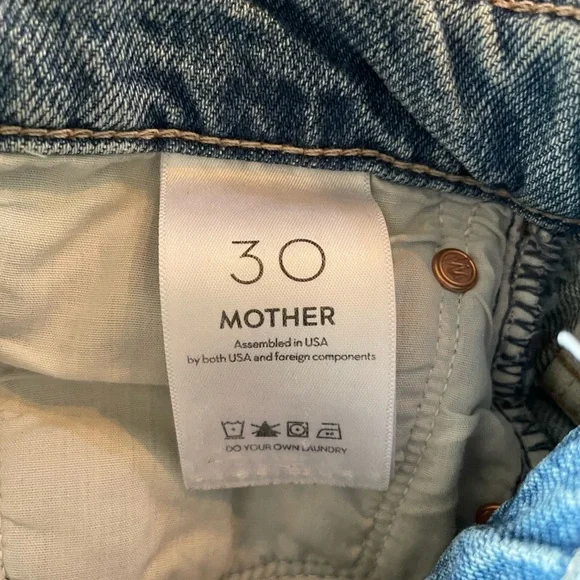 30
MOTHER
Assembled in USA
by both USA and foreign components
DO YOUR OWN LAUNDRY